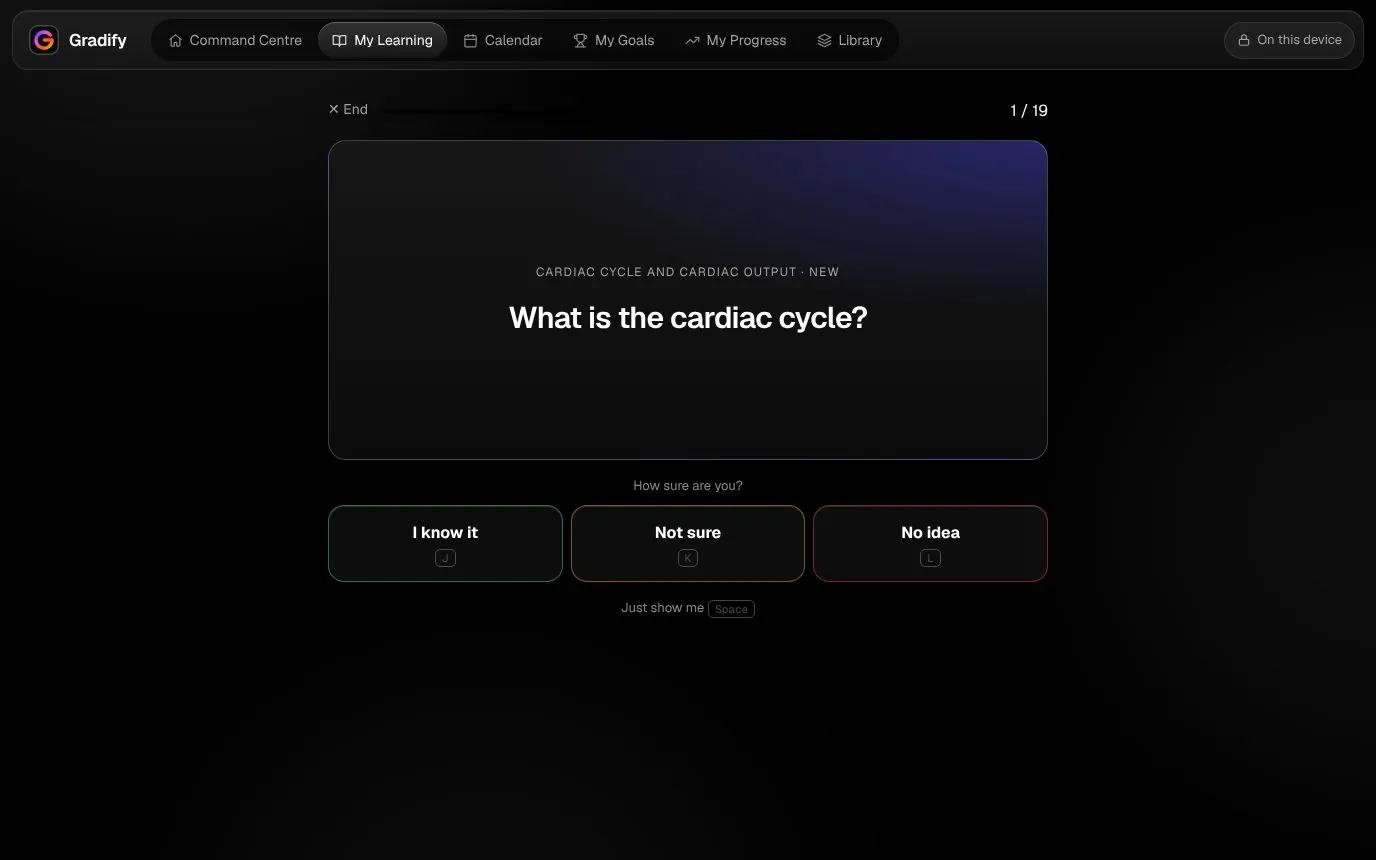 Gradify
Command Centre
My Learning
Calendar
My Goals
My Progress
Library
On this device
✕ End
1 / 19
CARDIAC CYCLE AND CARDIAC OUTPUT · NEW
What is the cardiac cycle?
How sure are you?
I know it
J
Not sure
K
No idea
L
Just show me Space